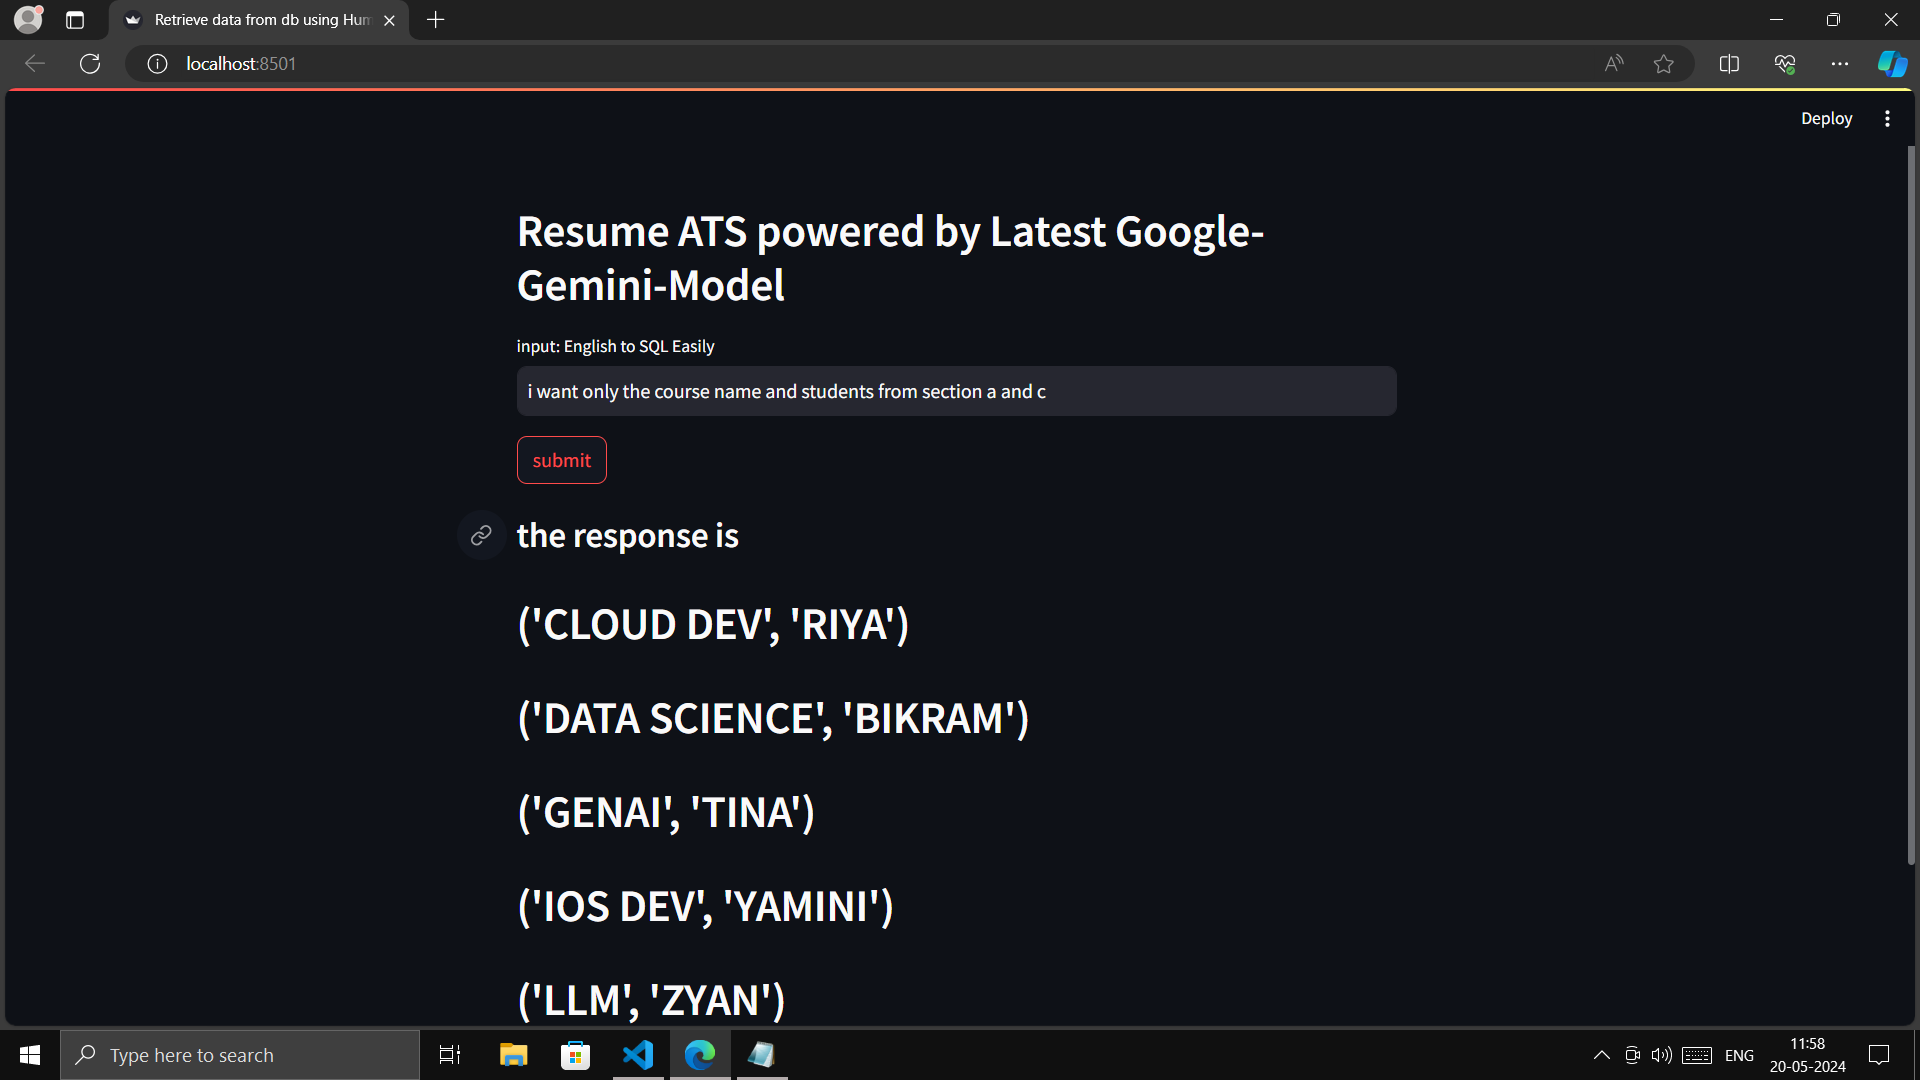 Retrieve data from db using Hum
localhost:8501
Deploy
Resume ATS powered by Latest Google-
Gemini-Model
input: English to SQL Easily
i want only the course name and students from section a and c
submit
the response is
('CLOUD DEV', 'RIYA')
('DATA SCIENCE', 'BIKRAM')
('GENAI', 'TINA')
('IOS DEV', 'YAMINI')
('LLM', 'ZYAN')
Type here to search
ENG
11:58
20-05-2024